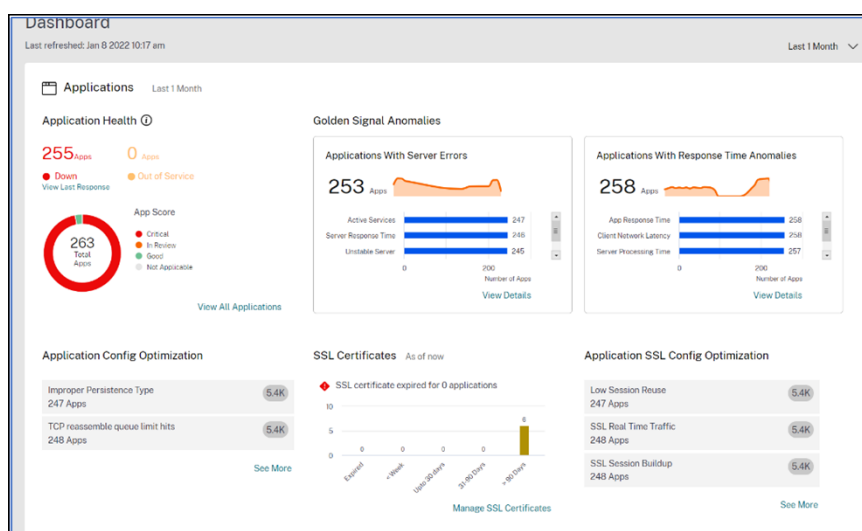 Dashboard
Last refreshed: Jan 8 2022 10:17 am
Last 1 Month
Applications Last 1 Month
Application Health
255 Apps
0 Apps
Down
Out of Service
View Last Response
App Score
263
Total
Apps
Critical
In Review
Good
Not Applicable
View All Applications
Golden Signal Anomalies
Applications With Server Errors
253 Apps
Active Services 247
Server Response Time 246
Unstable Server 245
0 200
Number of Apps
View Details
Applications With Response Time Anomalies
258 Apps
App Response Time 258
Client Network Latency 258
Server Processing Time 257
0 200
Number of Apps
View Details
Application Config Optimization
Improper Persistence Type
247 Apps
5.4K
TCP reassemble queue limit hits
248 Apps
5.4K
See More
SSL Certificates As of now
SSL certificate expired for 0 applications
10
5
0
0 0 0 0 6
Expired
< Week
Upto 30 days
31-90 Days
> 90 Days
Manage SSL Certificates
Application SSL Config Optimization
Low Session Reuse
247 Apps
5.4K
SSL Real Time Traffic
248 Apps
5.4K
SSL Session Buildup
248 Apps
5.4K
See More